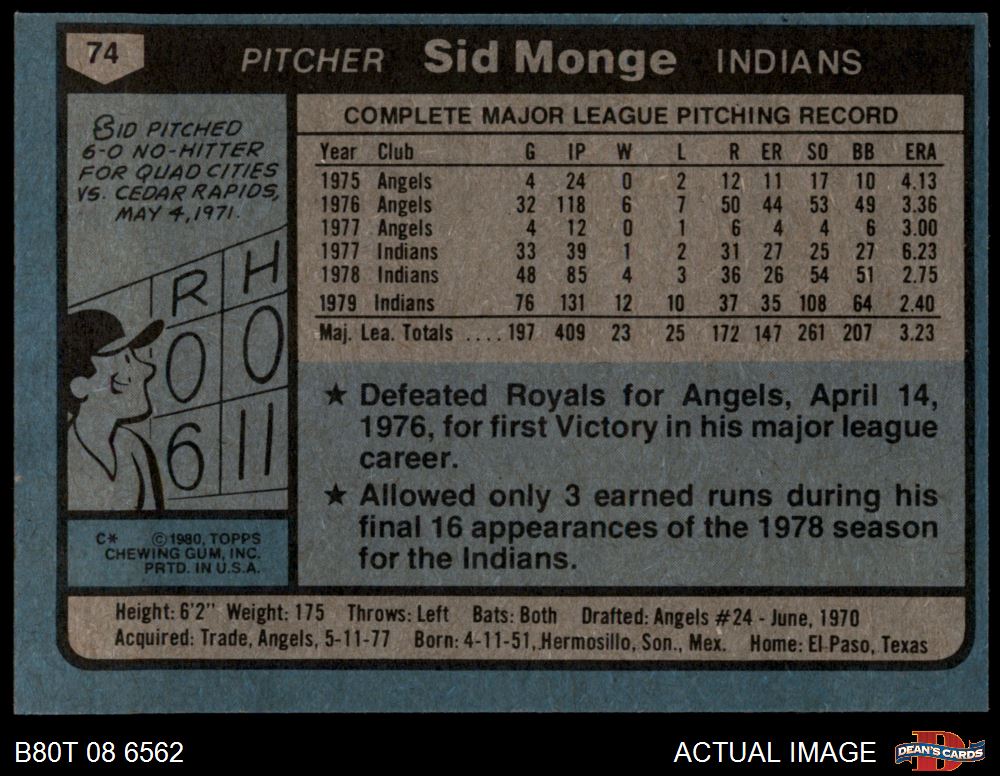 74 PITCHER Sid Monge INDIANS
SID PITCHED
6-0 NO-HITTER
FOR QUAD CITIES
VS. CEDAR RAPIDS,
MAY 4, 1971.
R H
0 0
6 11
C* ©1980, TOPPS
CHEWING GUM, INC.
PRTD. IN U.S.A.
COMPLETE MAJOR LEAGUE PITCHING RECORD
Year Club G IP W L R ER SO BB ERA
1975 Angels 4 24 0 2 12 11 17 10 4.13
1976 Angels 32 118 6 7 50 44 53 49 3.36
1977 Angels 4 12 0 1 6 4 4 6 3.00
1977 Indians 33 39 1 2 31 27 25 27 6.23
1978 Indians 48 85 4 3 36 26 54 51 2.75
1979 Indians 76 131 12 10 37 35 108 64 2.40
Maj. Lea. Totals .... 197 409 23 25 172 147 261 207 3.23
★ Defeated Royals for Angels, April 14,
1976, for first Victory in his major league
career.
★ Allowed only 3 earned runs during his
final 16 appearances of the 1978 season
for the Indians.
Height: 6'2" Weight: 175 Throws: Left Bats: Both Drafted: Angels #24 - June, 1970
Acquired: Trade, Angels, 5-11-77 Born: 4-11-51, Hermosillo, Son., Mex. Home: El Paso, Texas
B80T 08 6562 ACTUAL IMAGE DEAN'S CARDS